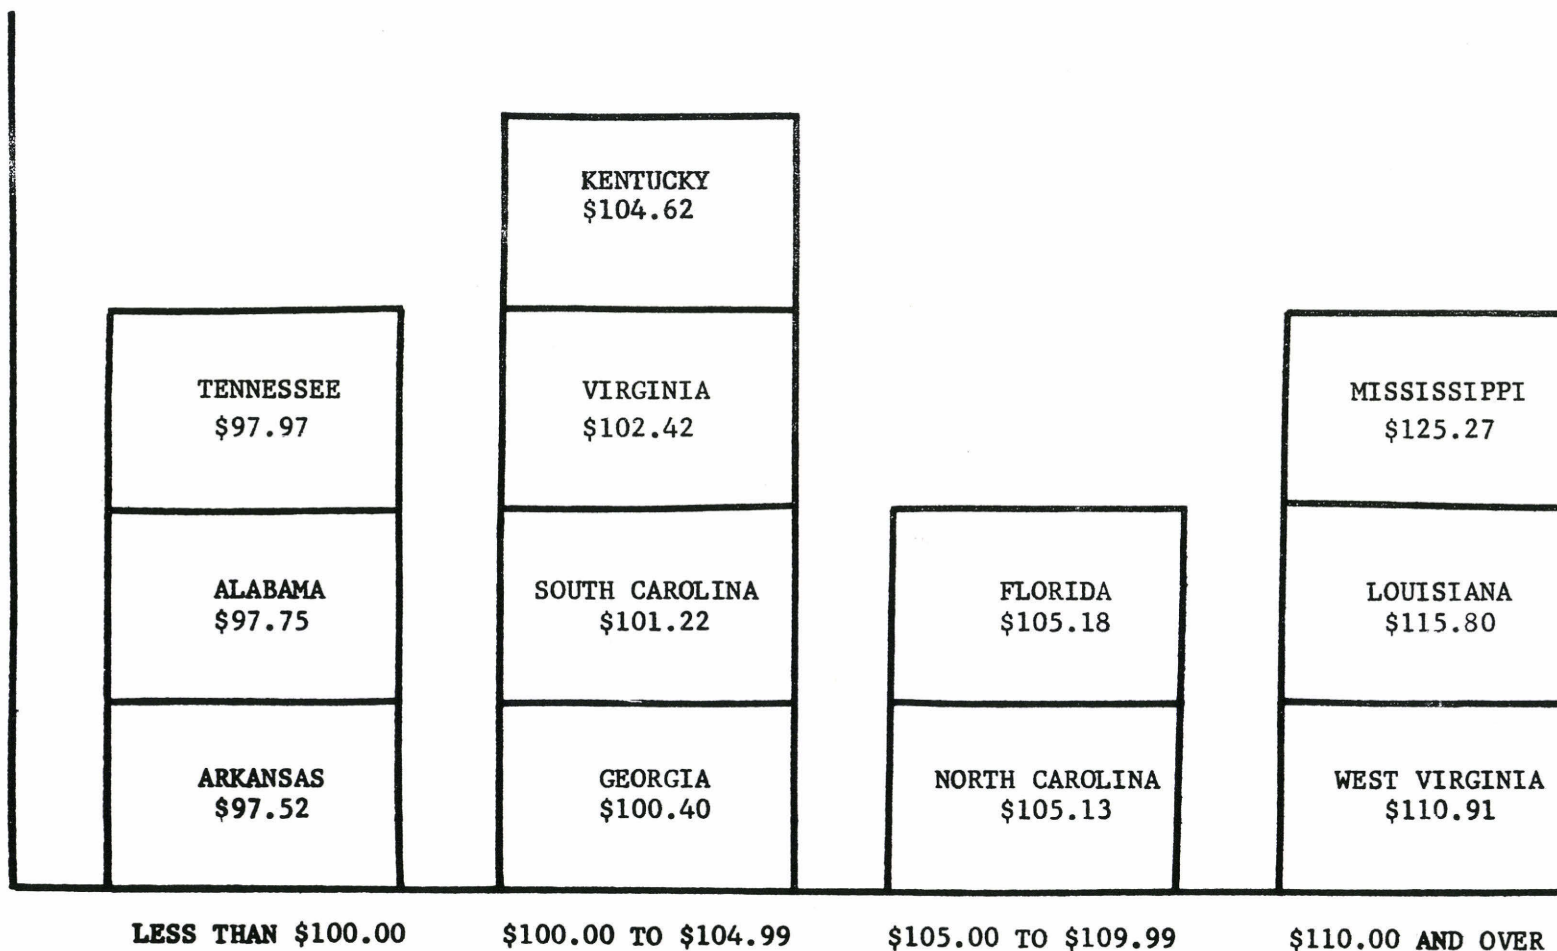 KENTUCKY
$104.62
TENNESSEE
$97.97
VIRGINIA
$102.42
MISSISSIPPI
$125.27
ALABAMA
$97.75
SOUTH CAROLINA
$101.22
FLORIDA
$105.18
LOUISIANA
$115.80
ARKANSAS
$97.52
GEORGIA
$100.40
NORTH CAROLINA
$105.13
WEST VIRGINIA
$110.91
LESS THAN $100.00
$100.00 TO $104.99
$105.00 TO $109.99
$110.00 AND OVER